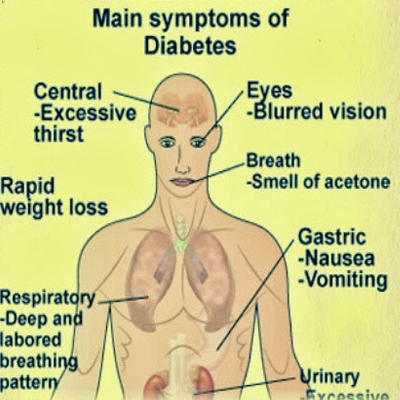 Main symptoms of
Diabetes
Central
-Excessive
thirst
Eyes
-Blurred vision
Breath
-Smell of acetone
Rapid
weight loss
Gastric
-Nausea
-Vomiting
Respiratory
-Deep and
labored
breathing
pattern
Urinary
-Excessive